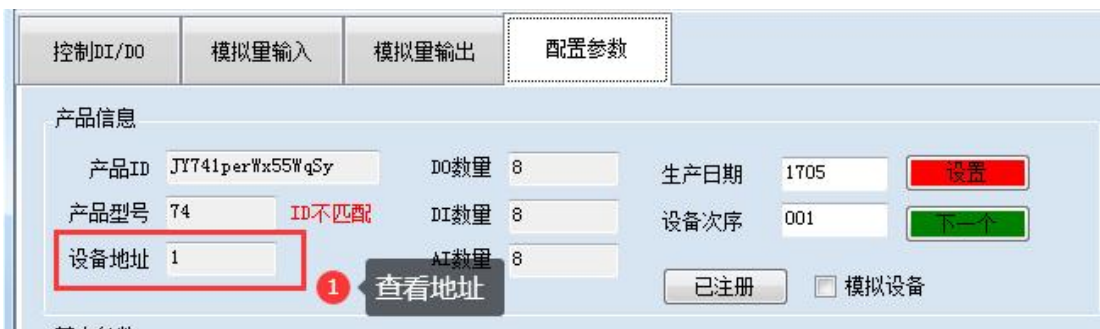 控制DI/DO 模拟里输入 模拟里输出 配置参数
产品信息
产品ID JY741perWx55WqSy DO数量 8 生产日期 1705 设置
产品型号 74 ID不匹配 DI数量 8 设备次序 001 下一个
设备地址 1 AI数量 8
1 查看地址 已注册 模拟设备